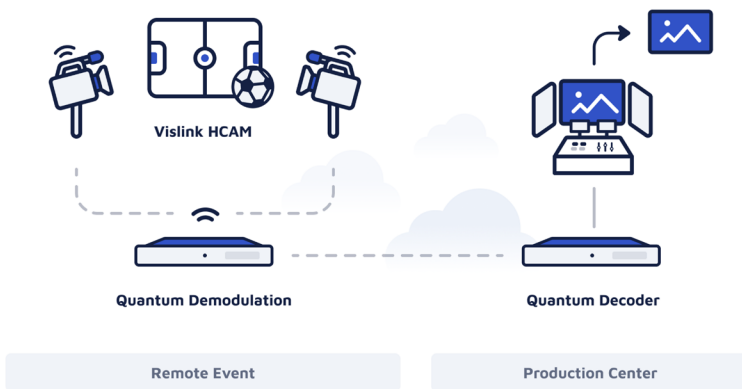 Vislink HCAM
Quantum Demodulation
Quantum Decoder
Remote Event
Production Center